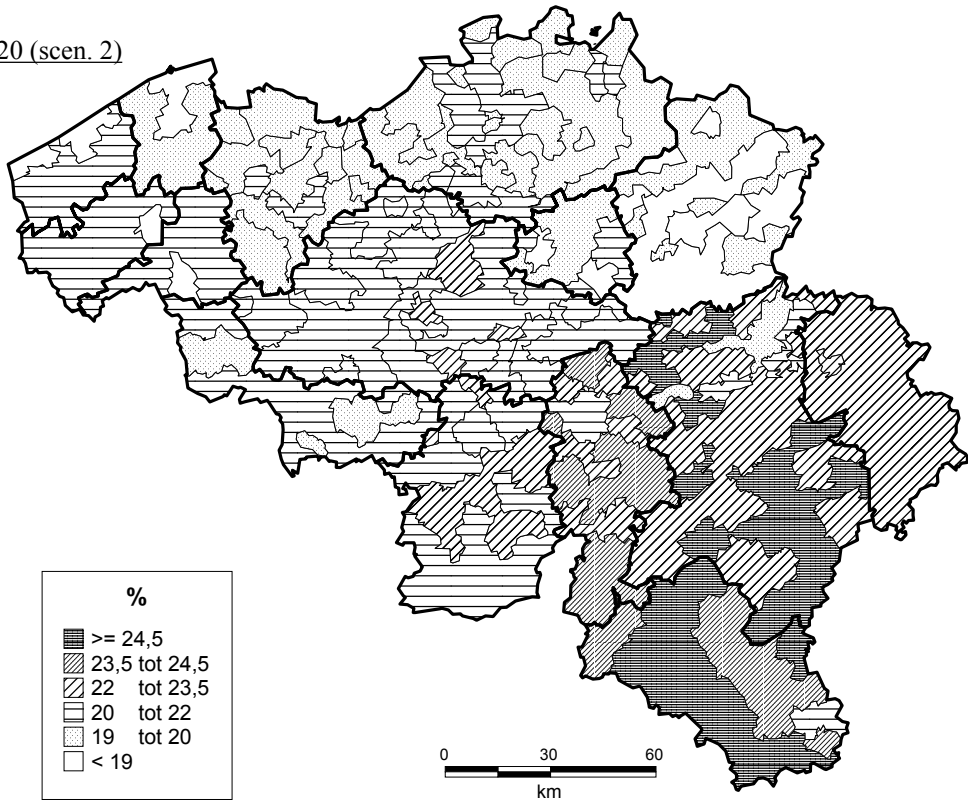 20 (scen. 2)
%
>= 24,5
23,5 tot 24,5
22 tot 23,5
20 tot 22
19 tot 20
< 19
0 30 60
km